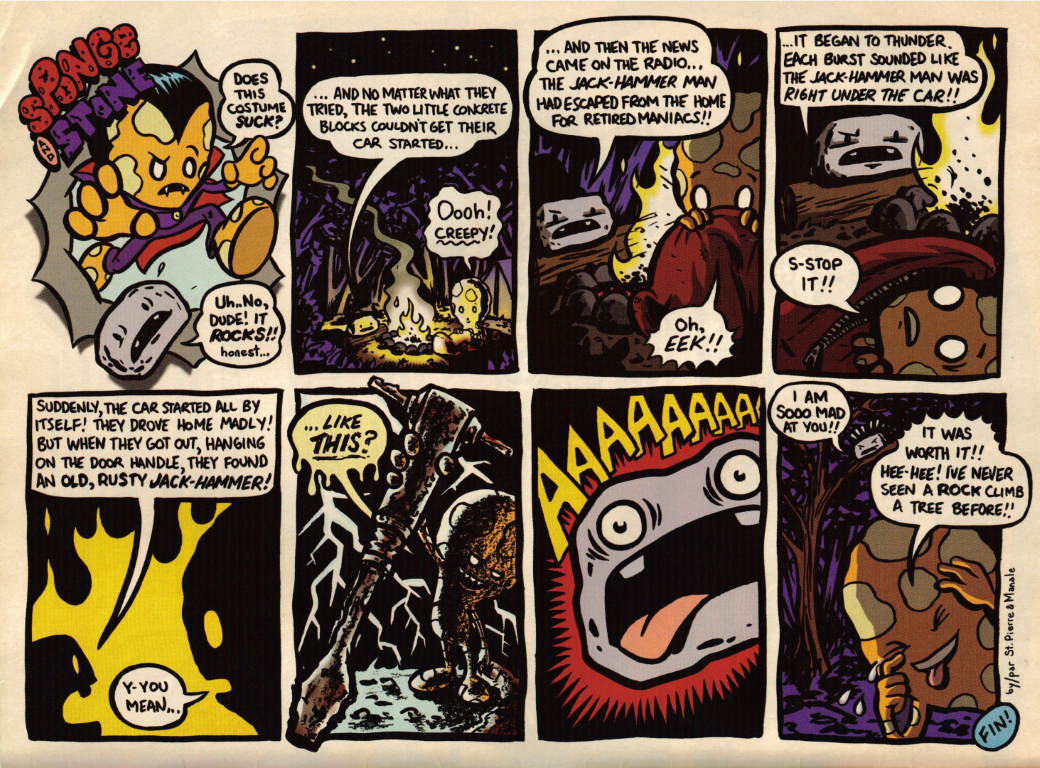 SPONGE
AND
STONE
DOES
THIS
COSTUME
SUCK?
Uh..No,
DUDE! IT
ROCKS!!
honest...
... AND NO MATTER WHAT THEY
TRIED, THE TWO LITTLE CONCRETE
BLOCKS COULDN'T GET THEIR
CAR STARTED...
Oooh!
CREEPY!
... AND THEN THE NEWS
CAME ON THE RADIO...
THE JACK-HAMMER MAN
HAD ESCAPED FROM THE HOME
FOR RETIRED MANIACS!!
Oh,
EEK!!
...IT BEGAN TO THUNDER.
EACH BURST SOUNDED LIKE
THE JACK-HAMMER MAN WAS
RIGHT UNDER THE CAR!!
S-STOP
IT!!
SUDDENLY, THE CAR STARTED ALL BY
ITSELF! THEY DROVE HOME MADLY!
BUT WHEN THEY GOT OUT, HANGING
ON THE DOOR HANDLE, THEY FOUND
AN OLD, RUSTY JACK-HAMMER!
Y-YOU
MEAN...
... LIKE
THIS?
AAAAAAAAA
I AM
SOOO MAD
AT YOU!!
IT WAS
WORTH IT!!
HEE-HEE! I'VE NEVER
SEEN A ROCK CLIMB
A TREE BEFORE!!
by/par St. Pierre & Manale
FIN!